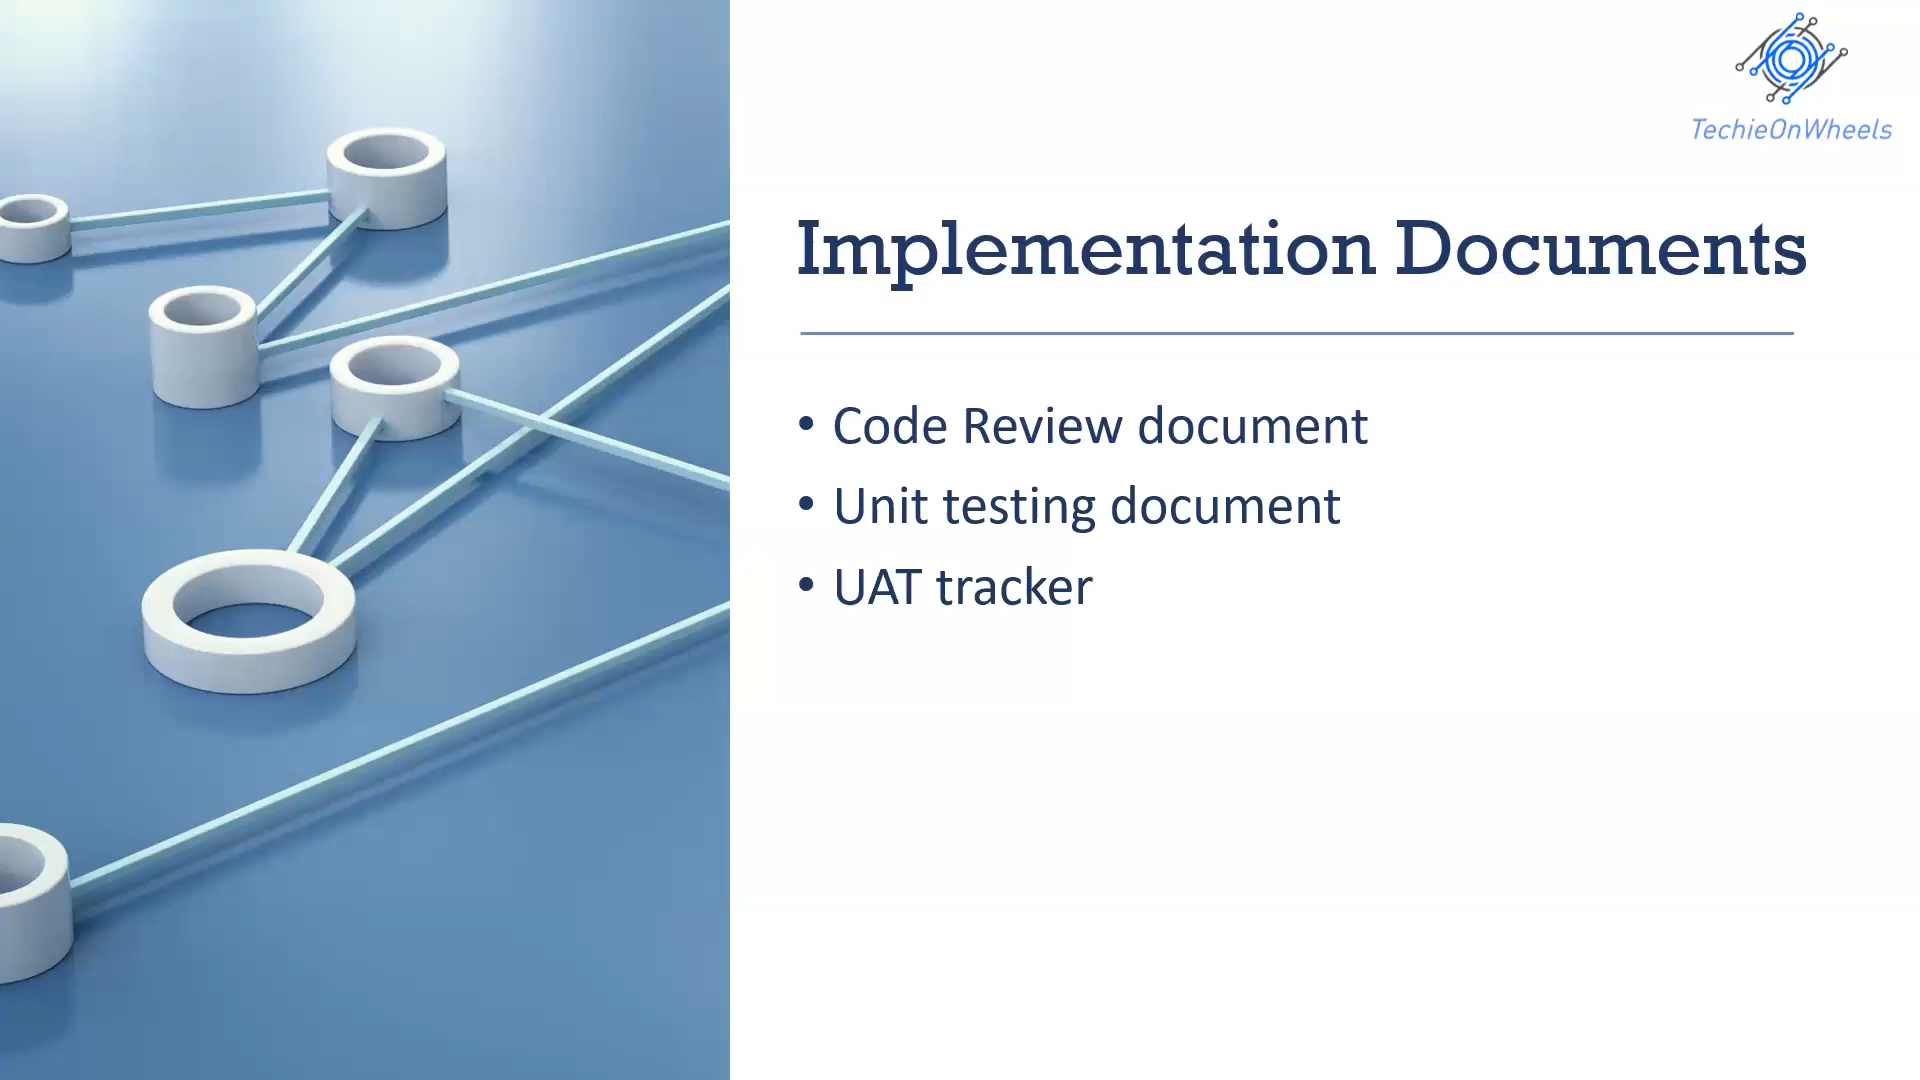 TechieOnWheels
Implementation Documents
• Code Review document
• Unit testing document
• UAT tracker